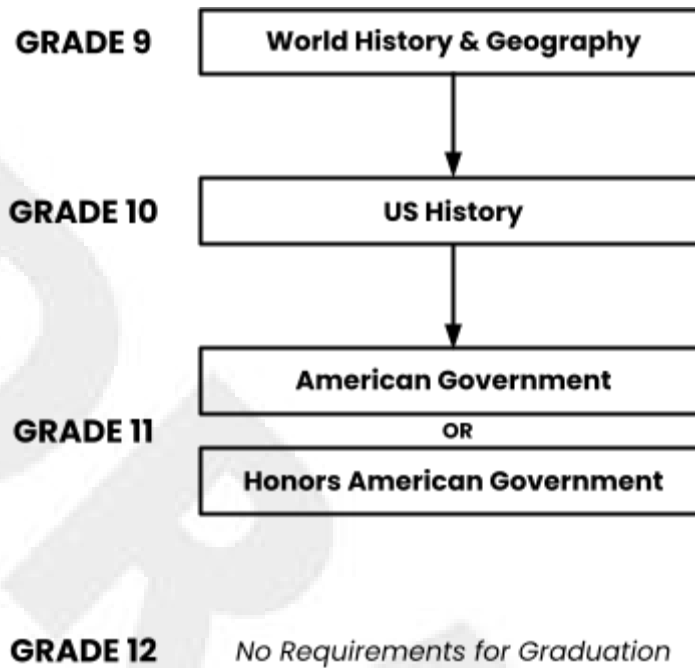 GRADE 9 World History & Geography
GRADE 10 US History
American Government
GRADE 11 OR
Honors American Government
GRADE 12 No Requirements for Graduation